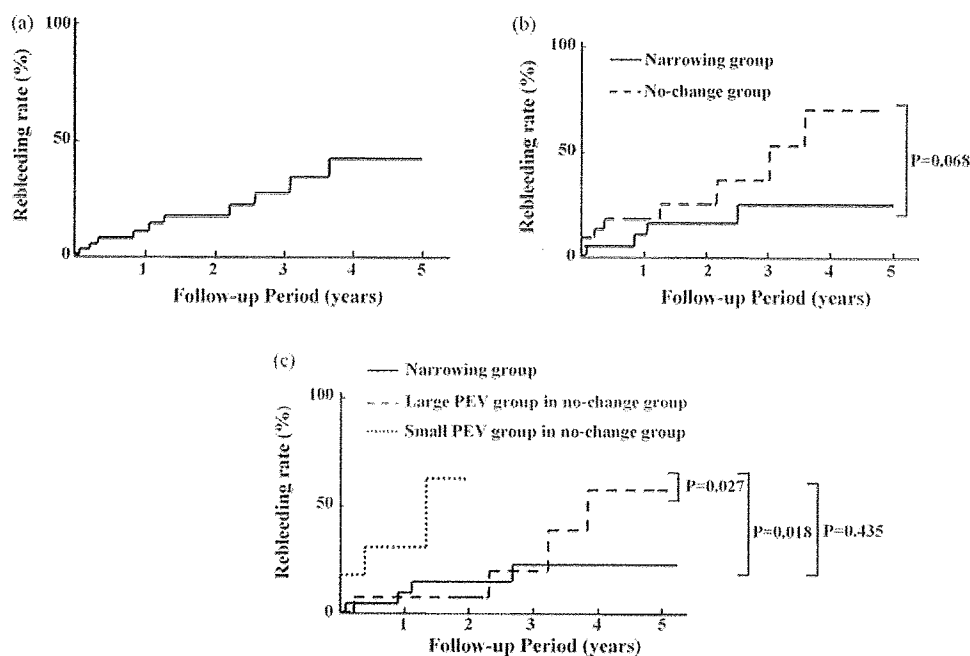 (a)
100
50
0
Rebleeding rate (%)
1 2 3 4 5
Follow-up Period (years)
(b)
100
50
0
Rebleeding rate (%)
Narrowing group
No-change group
P=0.068
1 2 3 4 5
Follow-up Period (years)
(c)
100
50
0
Rebleeding rate (%)
Narrowing group
Large PEV group in no-change group
Small PEV group in no-change group
P=0.027
P=0.018
P=0.435
1 2 3 4 5
Follow-up Period (years)